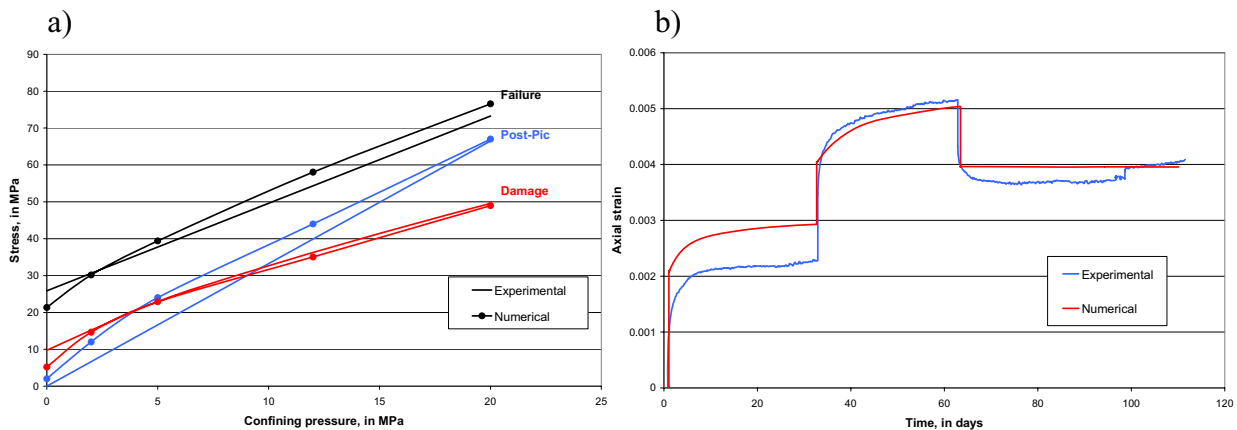 a)
90
80
70
60
50
40
30
20
10
0
Stress, in MPa
Failure
Post-Pic
Damage
Experimental
Numerical
0 5 10 15 20 25
Confining pressure, in MPa
b)
0.006
0.005
0.004
0.003
0.002
0.001
0
Axial strain
Experimental
Numerical
0 20 40 60 80 100 120
Time, in days